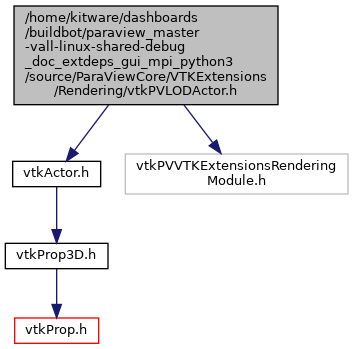 /home/kitware/dashboards
/buildbot/paraview_master
-vall-linux-shared-debug
_doc_extdeps_gui_mpi_python3
/source/ParaViewCore/VTKExtensions
/Rendering/vtkPVLODActor.h
vtkActor.h
vtkPVVTKExtensionsRendering
Module.h
vtkProp3D.h
vtkProp.h